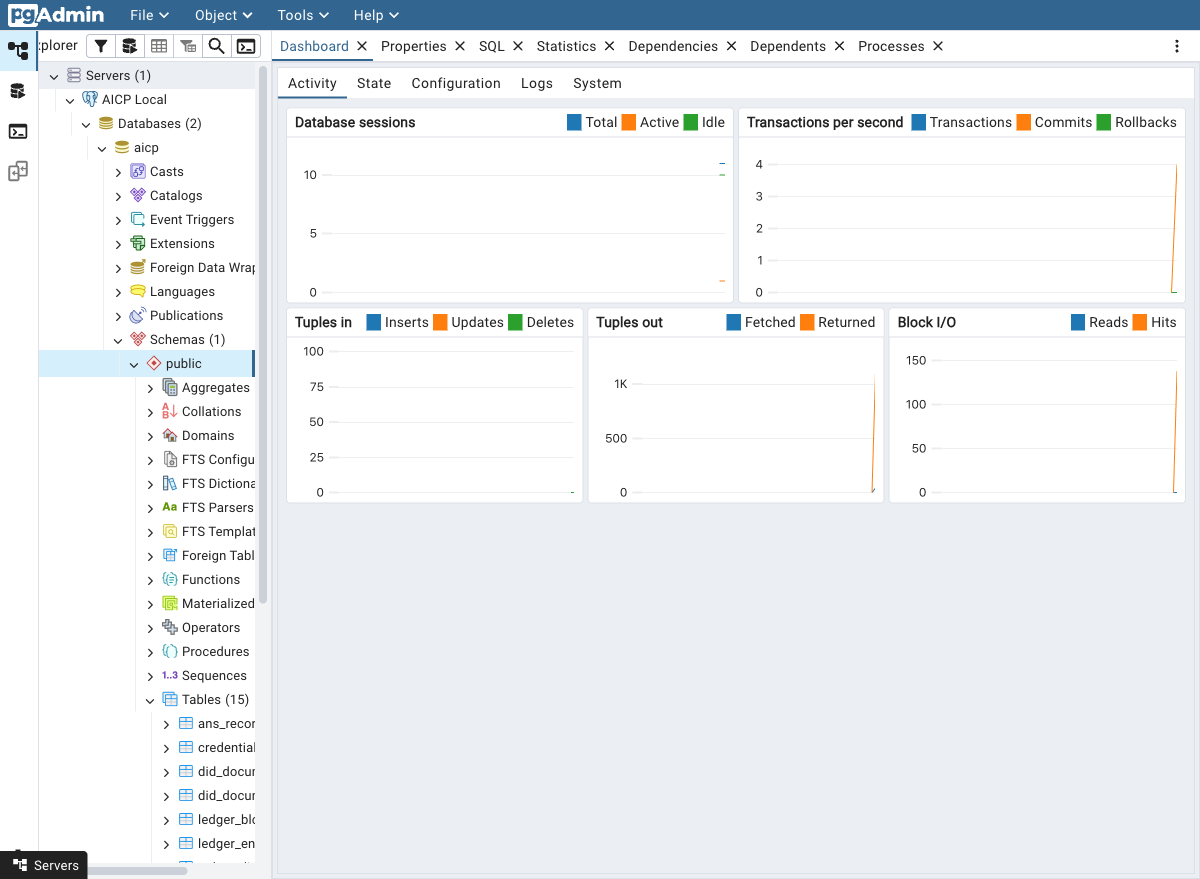 pgAdmin File Object Tools Help
plorer
Dashboard Properties SQL Statistics Dependencies Dependents Processes
Activity State Configuration Logs System
Servers (1)
AICP Local
Databases (2)
aicp
Casts
Catalogs
Event Triggers
Extensions
Foreign Data Wrap
Languages
Publications
Schemas (1)
public
Aggregates
Collations
Domains
FTS Configu
FTS Dictiona
Aa FTS Parsers
FTS Templat
Foreign Tabl
Functions
Materialized
Operators
Procedures
1..3 Sequences
Tables (15)
ans_recor
credential
did_docur
did_docur
ledger_blo
ledger_en
Servers
Database sessions Total Active Idle
10
5
0
Transactions per second Transactions Commits Rollbacks
4
3
2
1
0
Tuples in Inserts Updates Deletes
100
75
50
25
0
Tuples out Fetched Returned
1K
500
0
Block I/O Reads Hits
150
100
50
0